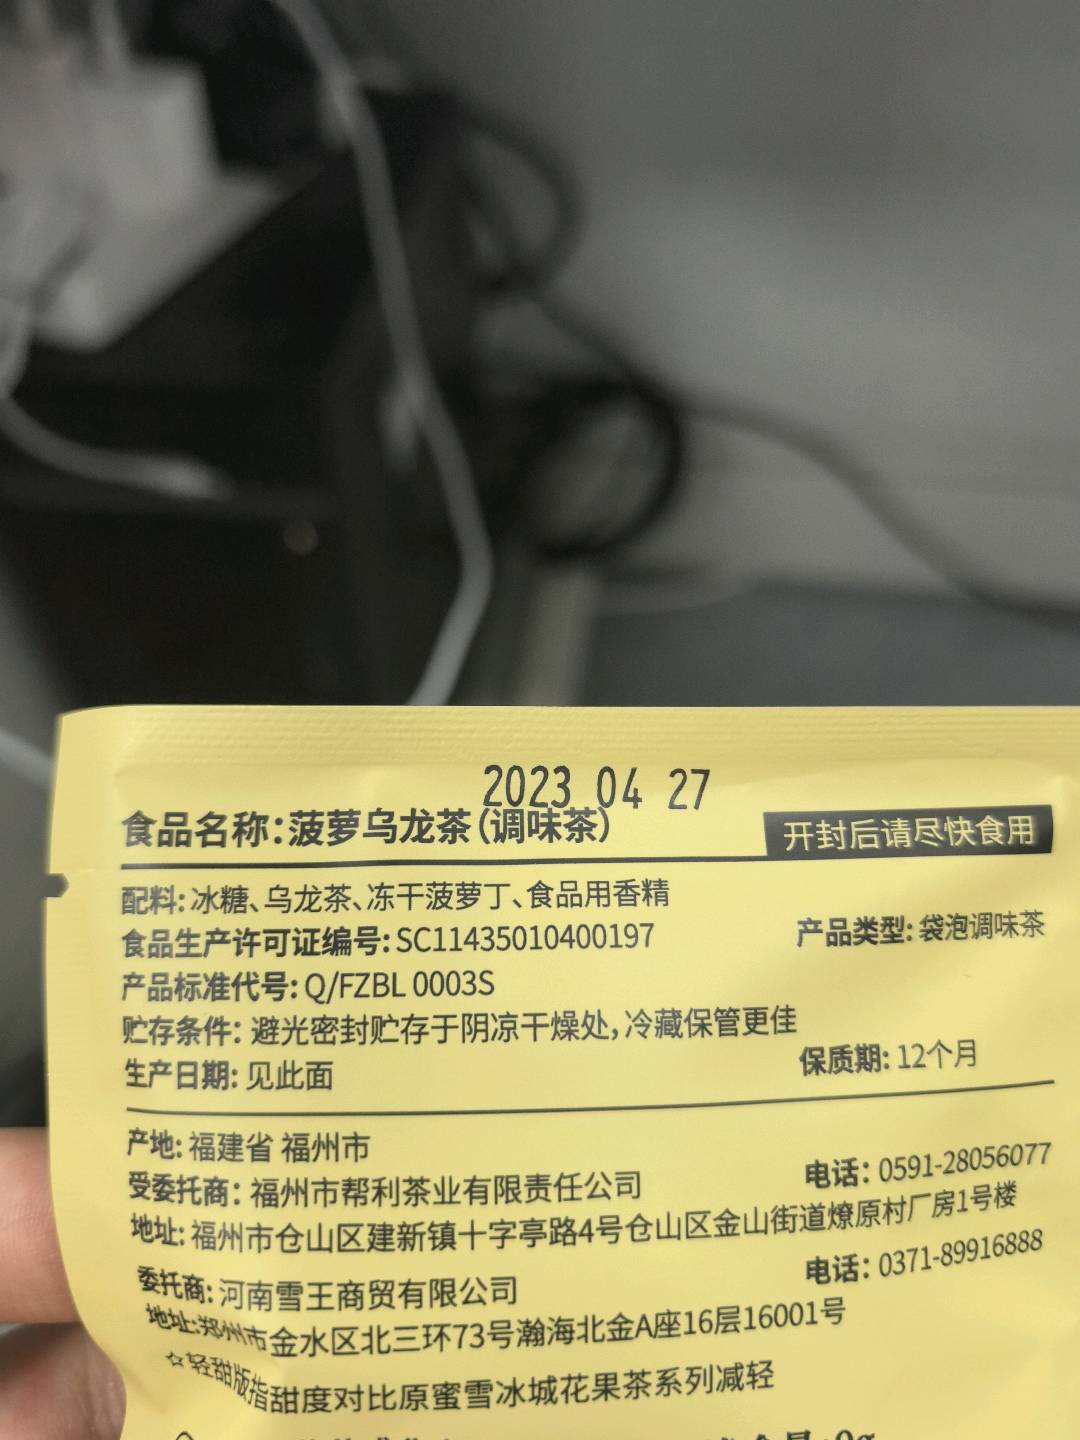 2023 04 27
食品名称:菠萝乌龙茶(调味茶)
开封后请尽快食用
配料:冰糖、乌龙茶、冻干菠萝丁、食品用香精
食品生产许可证编号:SC11435010400197
产品类型:袋泡调味茶
产品标准代号:Q/FZBL 0003S
贮存条件:避光密封贮存于阴凉干燥处,冷藏保管更佳
生产日期:见此面
保质期:12个月
产地:福建省 福州市
受委托商:福州市帮利茶业有限责任公司
电话:0591-28056077
地址:福州市仓山区建新镇十字亭路4号仓山区金山街道燎原村厂房1号楼
委托商:河南雪王商贸有限公司
电话:0371-89916888
地址:郑州市金水区北三环73号瀚海北金A座16层16001号
☆轻甜版指甜度对比原蜜雪冰城花果茶系列减轻